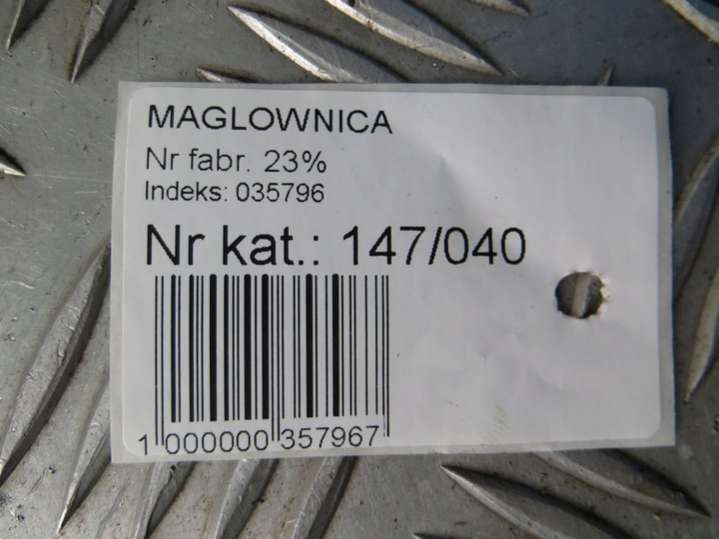 MAGLOWNICA
Nr fabr. 23%
Indeks: 035796
Nr kat.: 147/040
1 000000 357967